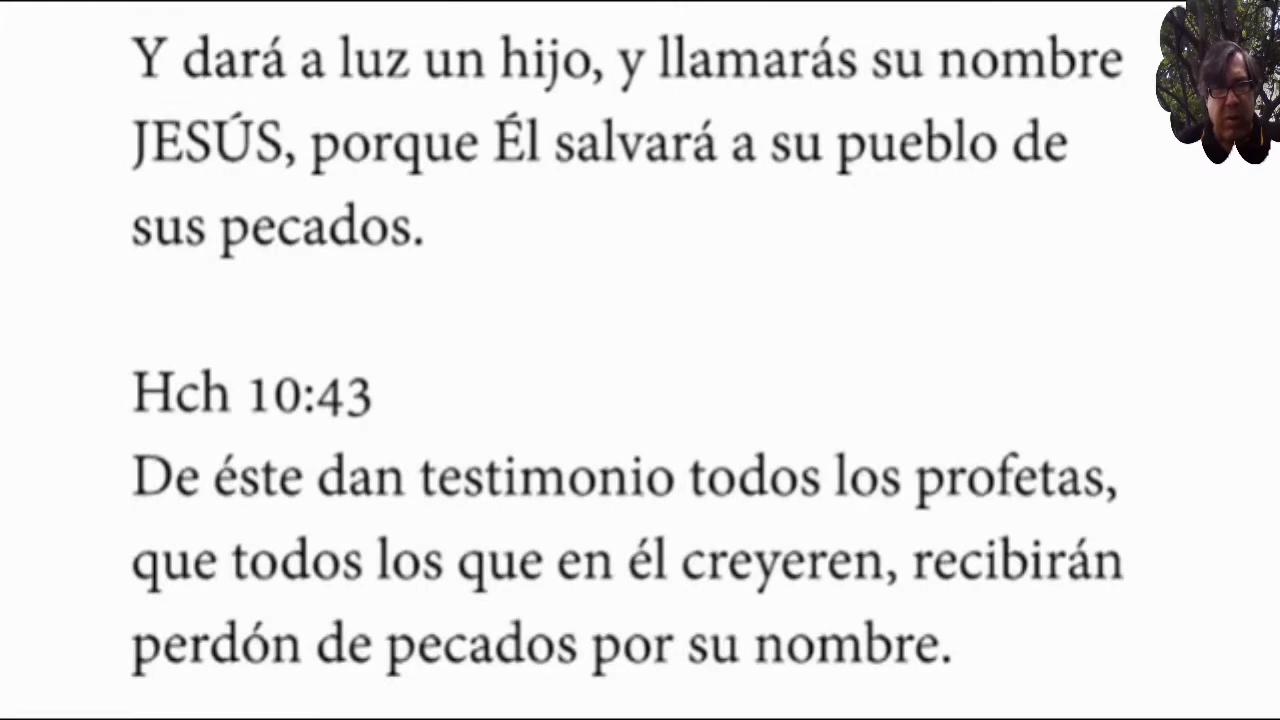 Y dará a luz un hijo, y llamarás su nombre
JESÚS, porque Él salvará a su pueblo de
sus pecados.
Hch 10:43
De éste dan testimonio todos los profetas,
que todos los que en él creyeren, recibirán
perdón de pecados por su nombre.